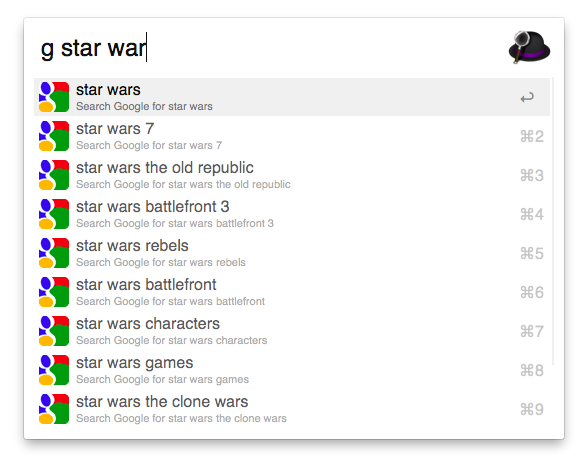 g star war
star wars
Search Google for star wars
↩
star wars 7
Search Google for star wars 7
⌘2
star wars the old republic
Search Google for star wars the old republic
⌘3
star wars battlefront 3
Search Google for star wars battlefront 3
⌘4
star wars rebels
Search Google for star wars rebels
⌘5
star wars battlefront
Search Google for star wars battlefront
⌘6
star wars characters
Search Google for star wars characters
⌘7
star wars games
Search Google for star wars games
⌘8
star wars the clone wars
Search Google for star wars the clone wars
⌘9